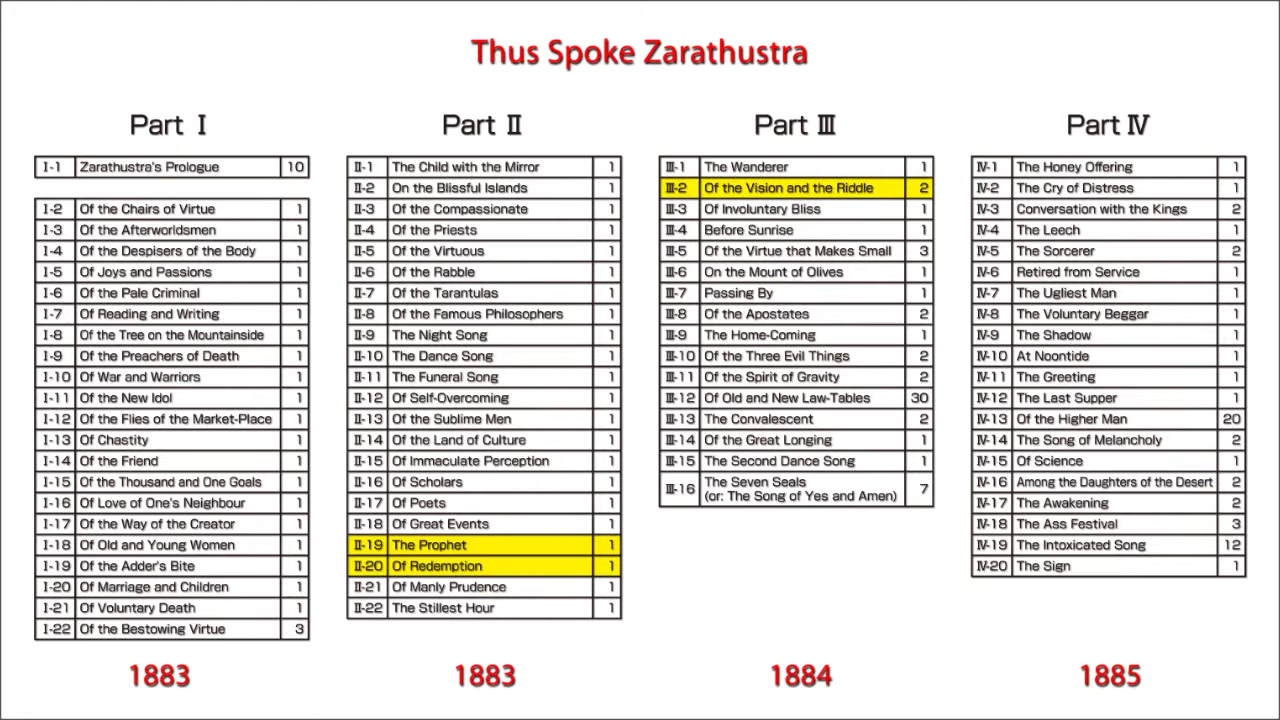 Thus Spoke Zarathustra
Part Ⅰ
Ⅰ-1 Zarathustra's Prologue 10
Ⅰ-2 Of the Chairs of Virtue 1
Ⅰ-3 Of the Afterworldsmen 1
Ⅰ-4 Of the Despisers of the Body 1
Ⅰ-5 Of Joys and Passions 1
Ⅰ-6 Of the Pale Criminal 1
Ⅰ-7 Of Reading and Writing 1
Ⅰ-8 Of the Tree on the Mountainside 1
Ⅰ-9 Of the Preachers of Death 1
Ⅰ-10 Of War and Warriors 1
Ⅰ-11 Of the New Idol 1
Ⅰ-12 Of the Flies of the Market-Place 1
Ⅰ-13 Of Chastity 1
Ⅰ-14 Of the Friend 1
Ⅰ-15 Of the Thousand and One Goals 1
Ⅰ-16 Of Love of One's Neighbour 1
Ⅰ-17 Of the Way of the Creator 1
Ⅰ-18 Of Old and Young Women 1
Ⅰ-19 Of the Adder's Bite 1
Ⅰ-20 Of Marriage and Children 1
Ⅰ-21 Of Voluntary Death 1
Ⅰ-22 Of the Bestowing Virtue 3
1883
Part Ⅱ
Ⅱ-1 The Child with the Mirror 1
Ⅱ-2 On the Blissful Islands 1
Ⅱ-3 Of the Compassionate 1
Ⅱ-4 Of the Priests 1
Ⅱ-5 Of the Virtuous 1
Ⅱ-6 Of the Rabble 1
Ⅱ-7 Of the Tarantulas 1
Ⅱ-8 Of the Famous Philosophers 1
Ⅱ-9 The Night Song 1
Ⅱ-10 The Dance Song 1
Ⅱ-11 The Funeral Song 1
Ⅱ-12 Of Self-Overcoming 1
Ⅱ-13 Of the Sublime Men 1
Ⅱ-14 Of the Land of Culture 1
Ⅱ-15 Of Immaculate Perception 1
Ⅱ-16 Of Scholars 1
Ⅱ-17 Of Poets 1
Ⅱ-18 Of Great Events 1
Ⅱ-19 The Prophet 1
Ⅱ-20 Of Redemption 1
Ⅱ-21 Of Manly Prudence 1
Ⅱ-22 The Stillest Hour 1
1883
Part Ⅲ
Ⅲ-1 The Wanderer 1
Ⅲ-2 Of the Vision and the Riddle 2
Ⅲ-3 Of Involuntary Bliss 1
Ⅲ-4 Before Sunrise 1
Ⅲ-5 Of the Virtue that Makes Small 3
Ⅲ-6 On the Mount of Olives 1
Ⅲ-7 Passing By 1
Ⅲ-8 Of the Apostates 2
Ⅲ-9 The Home-Coming 1
Ⅲ-10 Of the Three Evil Things 2
Ⅲ-11 Of the Spirit of Gravity 2
Ⅲ-12 Of Old and New Law-Tables 30
Ⅲ-13 The Convalescent 2
Ⅲ-14 Of the Great Longing 1
Ⅲ-15 The Second Dance Song 1
Ⅲ-16 The Seven Seals
(or: The Song of Yes and Amen) 7
1884
Part Ⅳ
Ⅳ-1 The Honey Offering 1
Ⅳ-2 The Cry of Distress 1
Ⅳ-3 Conversation with the Kings 2
Ⅳ-4 The Leech 1
Ⅳ-5 The Sorcerer 2
Ⅳ-6 Retired from Service 1
Ⅳ-7 The Ugliest Man 1
Ⅳ-8 The Voluntary Beggar 1
Ⅳ-9 The Shadow 1
Ⅳ-10 At Noontide 1
Ⅳ-11 The Greeting 1
Ⅳ-12 The Last Supper 1
Ⅳ-13 Of the Higher Man 20
Ⅳ-14 The Song of Melancholy 2
Ⅳ-15 Of Science 1
Ⅳ-16 Among the Daughters of the Desert 2
Ⅳ-17 The Awakening 2
Ⅳ-18 The Ass Festival 3
Ⅳ-19 The Intoxicated Song 12
Ⅳ-20 The Sign 1
1885